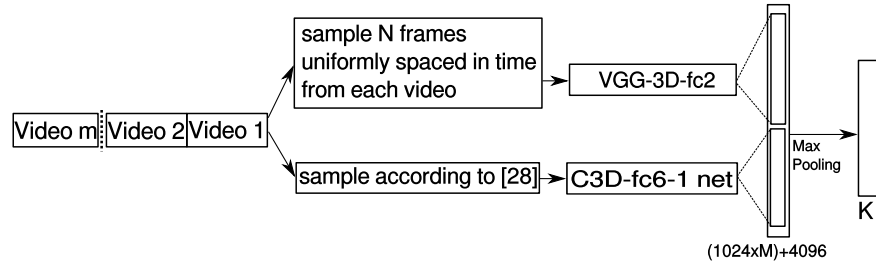 sample N frames
uniformly spaced in time
from each video
VGG-3D-fc2
Video m Video 2 Video 1
Max
Pooling
sample according to [28]
C3D-fc6-1 net
K
(1024xM)+4096